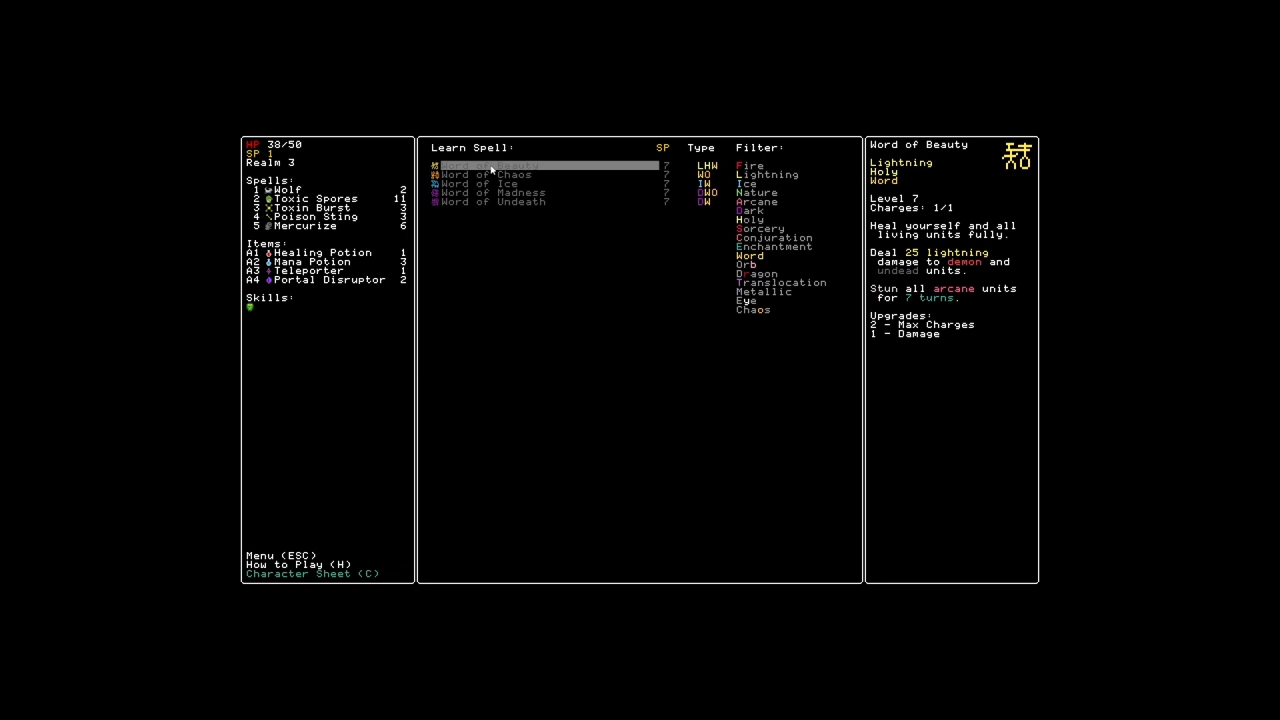 HP 38/50
SP 1
Realm 3
Spells:
1 Wolf 2
2 Toxic Spores 11
3 Toxin Burst 3
4 Poison Sting 3
5 Mercurize 6
Items:
A1 Healing Potion 1
A2 Mana Potion 3
A3 Teleporter 1
A4 Portal Disruptor 2
Skills:
Menu (ESC)
How to Play (H)
Character Sheet (C)
Learn Spell: SP Type
Word of Beauty 7 LHW
Word of Chaos 7 WO
Word of Ice 7 IW
Word of Madness 7 DWO
Word of Undeath 7 DW
Filter:
Fire
Lightning
Ice
Nature
Arcane
Dark
Holy
Sorcery
Conjuration
Enchantment
Word
Orb
Dragon
Translocation
Metallic
Eye
Chaos
Word of Beauty
Lightning
Holy
Word
Level 7
Charges: 1/1
Heal yourself and all
living units fully.
Deal 25 lightning
damage to demon and
undead units.
Stun all arcane units
for 7 turns.
Upgrades:
2 - Max Charges
1 - Damage